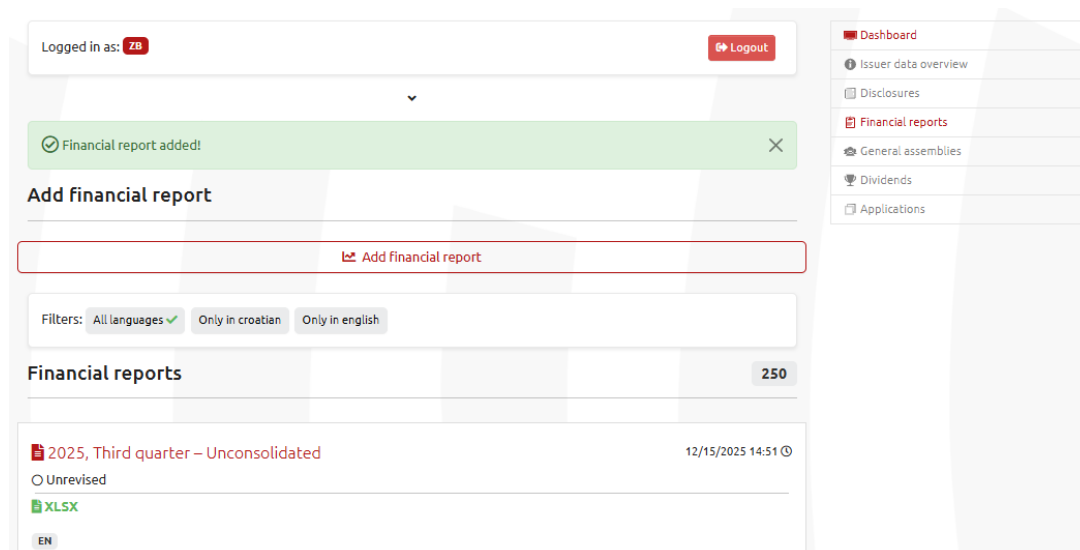 Logged in as: ZB
Logout
Financial report added!
Add financial report
Add financial report
Filters: All languages Only in croatian Only in english
Financial reports 250
2025, Third quarter – Unconsolidated 12/15/2025 14:51
Unrevised
XLSX
EN
Dashboard
Issuer data overview
Disclosures
Financial reports
General assemblies
Dividends
Applications